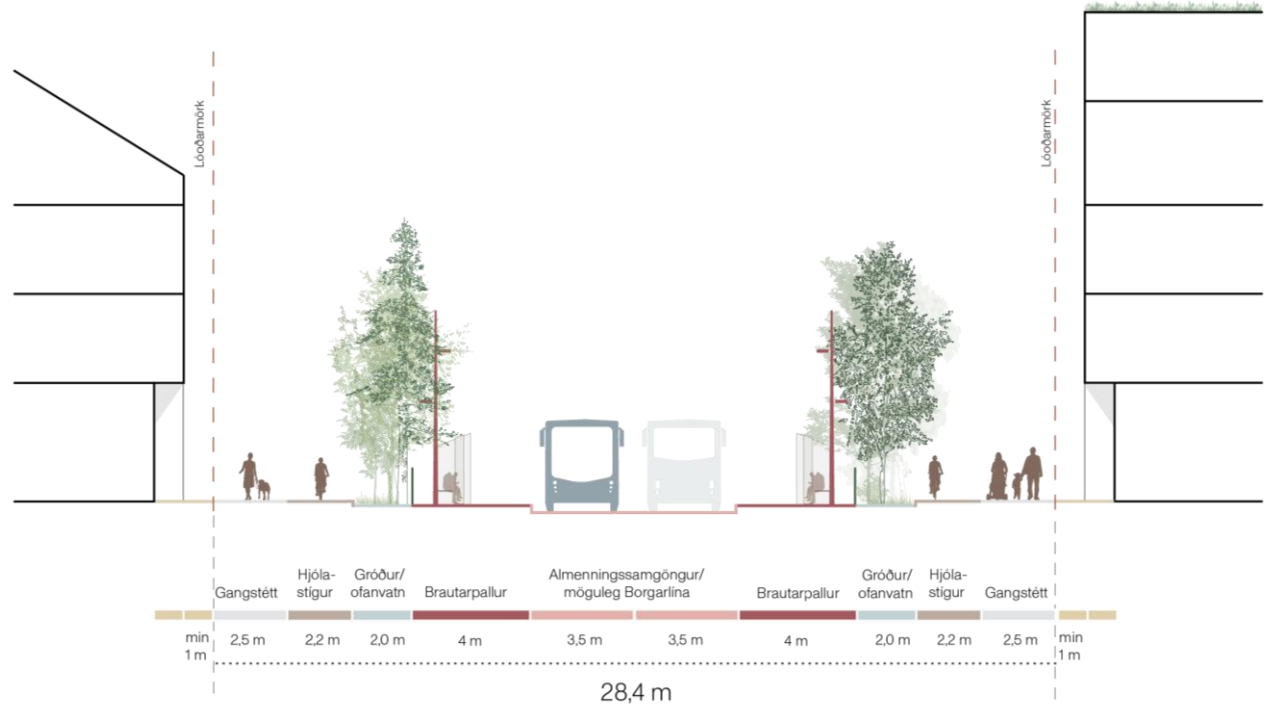 Lóoðarmörk
Lóoðarmörk
Gangstétt
Hjóla-
stígur
Gróður/
ofanvatn
Brautarpallur
Almenningssamgöngur/
möguleg Borgarlína
Brautarpallur
Gróður/
ofanvatn
Hjóla-
stígur
Gangstétt
min
1 m
2,5 m
2,2 m
2,0 m
4 m
3,5 m
3,5 m
4 m
2,0 m
2,2 m
2,5 m
min
1 m
28,4 m